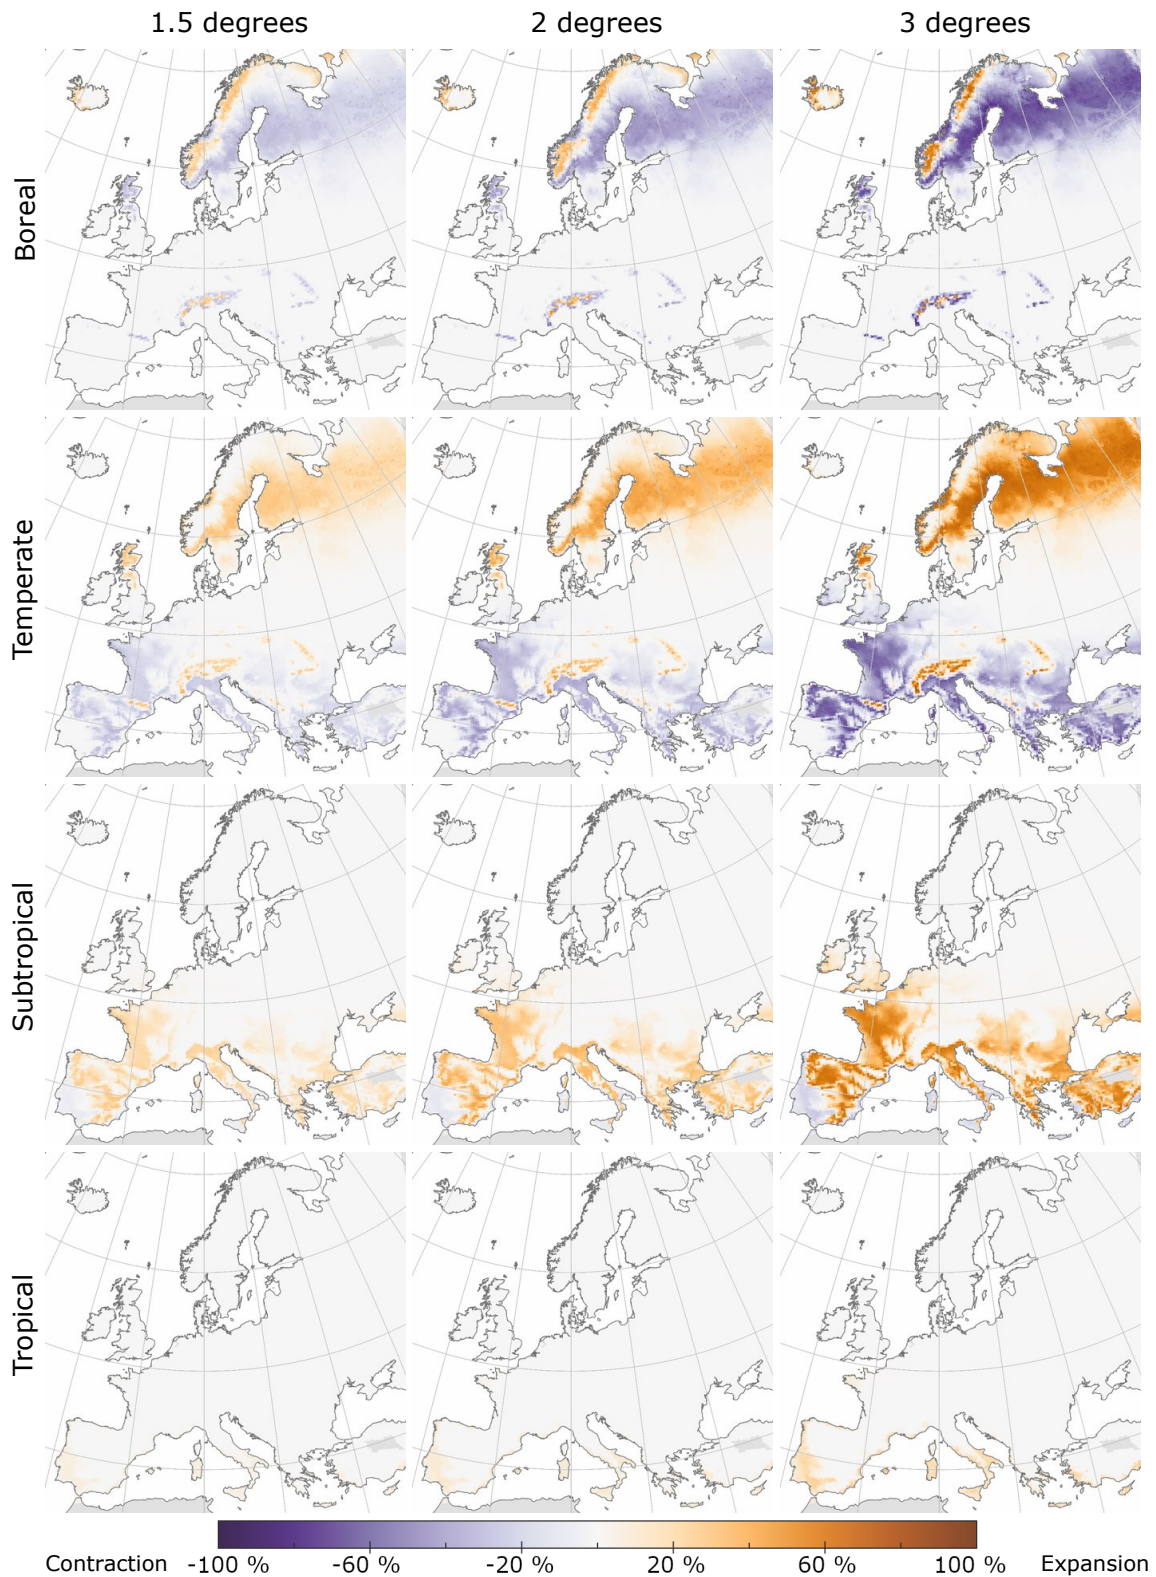 1.5 degrees 2 degrees 3 degrees
Boreal
Temperate
Subtropical
Tropical
Contraction -100 % -60 % -20 % 20 % 60 % 100 % Expansion